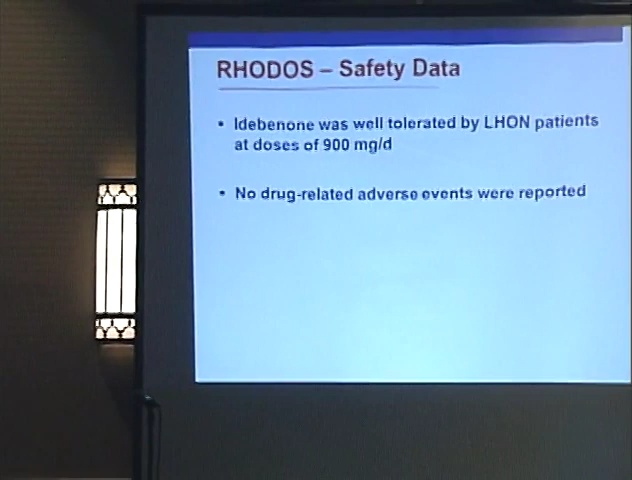 RHODOS – Safety Data
• Idebenone was well tolerated by LHON patients
at doses of 900 mg/d
• No drug-related adverse events were reported